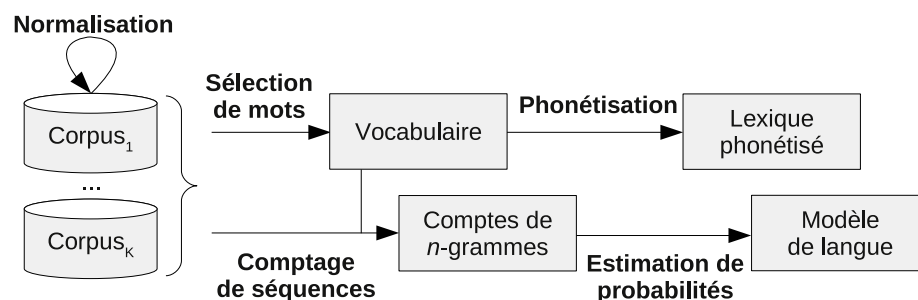 Normalisation
Corpus1
...
CorpusK
Sélection
de mots
Vocabulaire
Phonétisation
Lexique
phonétisé
Comptage
de séquences
Comptes de
n-grammes
Estimation de
probabilités
Modèle
de langue